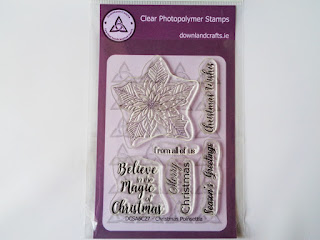 Clear Photopolymer Stamps
downlandcrafts.ie
Christmas Wishes
from all of us
Believe
in the
Magic
of
Christmas
Merry
Christmas
Season's Greetings
Christmas Poinsettia